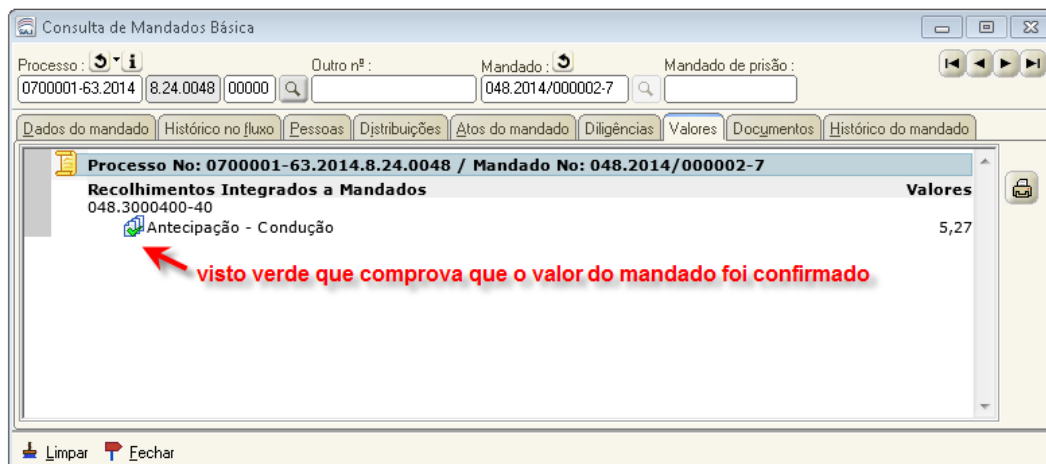 Consulta de Mandados Básica
Processo : Outro nº : Mandado : Mandado de prisão :
0700001-63.2014 8.24.0048 00000 048.2014/000002-7
Dados do mandado Histórico no fluxo Pessoas Distribuições Atos do mandado Diligências Valores Documentos Histórico do mandado
Processo No: 0700001-63.2014.8.24.0048 / Mandado No: 048.2014/000002-7
Recolhimentos Integrados a Mandados Valores
048.3000400-40
Antecipação - Condução 5,27
visto verde que comprova que o valor do mandado foi confirmado
Limpar Fechar